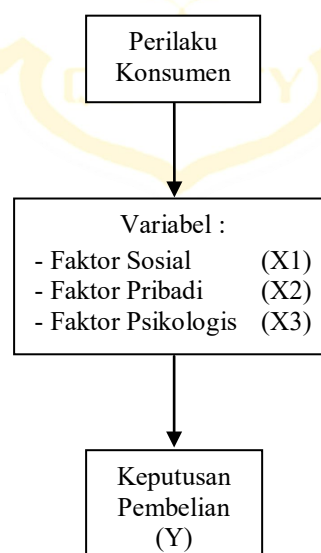 Perilaku
Konsumen
Variabel :
- Faktor Sosial (X1)
- Faktor Pribadi (X2)
- Faktor Psikologis (X3)
Keputusan
Pembelian
(Y)